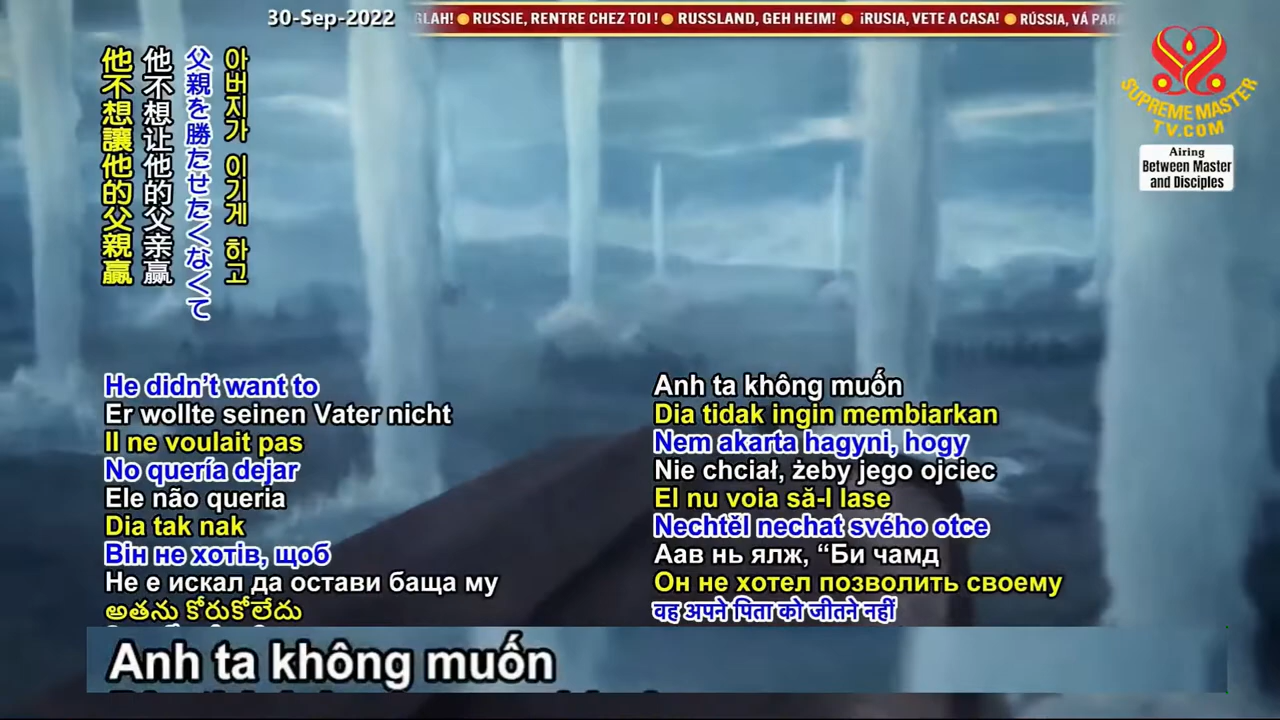 30-Sep-2022
GLAH! RUSSIE, RENTRE CHEZ TOI ! RUSSLAND, GEH HEIM! ¡RUSIA, VETE A CASA! RÚSSIA, VÁ PARA
SUPREME MASTER
TV.COM
Airing
Between Master
and Disciples
아버지가 이기게 하고
父親を勝たせたくなくて
他不想让他的父亲赢
他不想讓他的父親贏
He didn’t want to
Er wollte seinen Vater nicht
Il ne voulait pas
No quería dejar
Ele não queria
Dia tak nak
Він не хотів, щоб
Не е искал да остави баща му
అతను కోరుకోలేదు
Anh ta không muốn
Dia tidak ingin membiarkan
Nem akarta hagyni, hogy
Nie chciał, żeby jego ojciec
El nu voia să-l lase
Nechtěl nechat svého otce
Аав нь ялж, “Би чамд
Он не хотел позволить своему
वह अपने पिता को जीतने नहीं
Anh ta không muốn